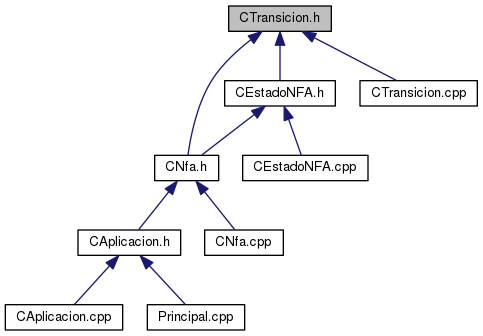 CTransicion.h
CEstadoNFA.h
CTransicion.cpp
CNfa.h
CEstadoNFA.cpp
CAplicacion.h
CNfa.cpp
CAplicacion.cpp
Principal.cpp